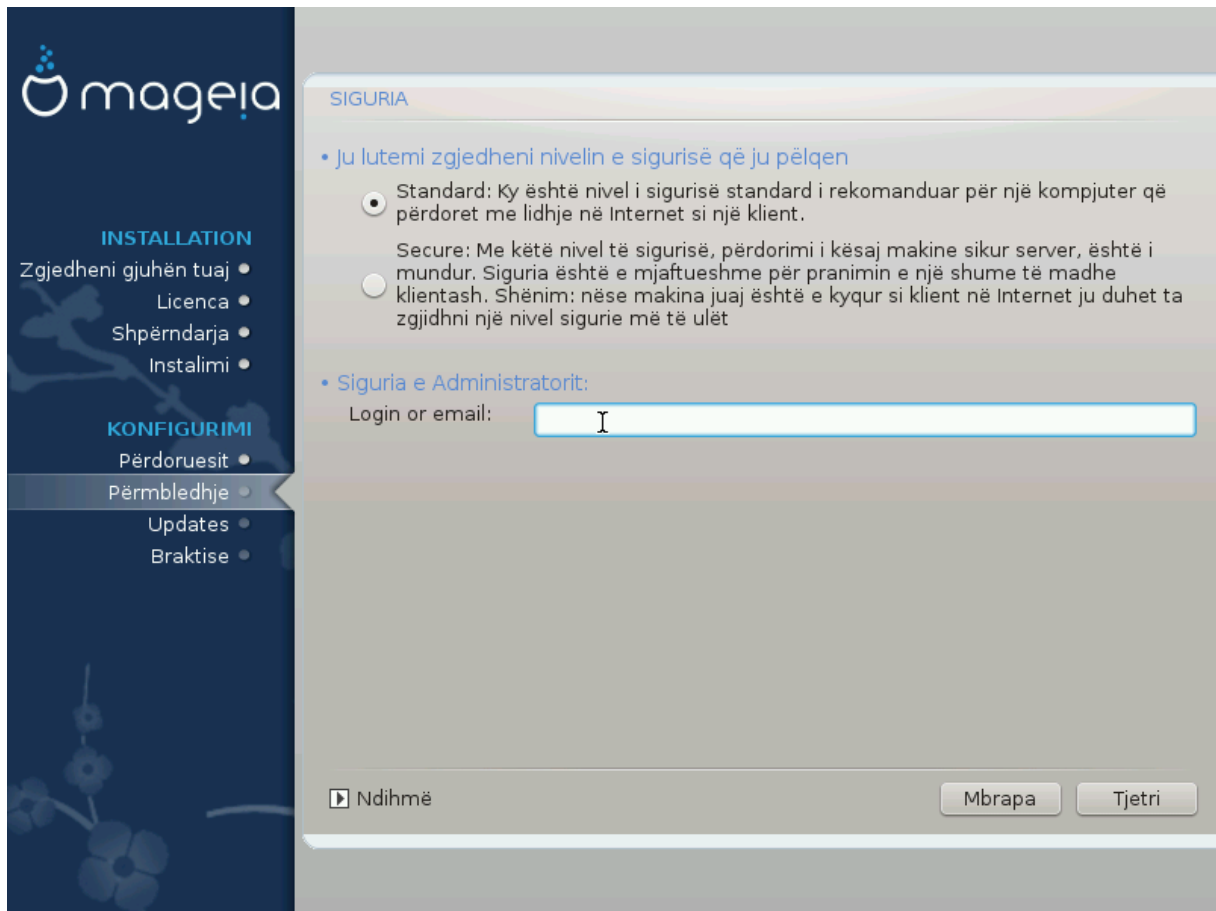 mageia
INSTALLATION
Zgjedheni gjuhën tuaj
Licenca
Shpërndarja
Instalimi
KONFIGURIMI
Përdoruesit
Përmbledhje
Updates
Braktise
SIGURIA
• Ju lutemi zgjedheni nivelin e sigurisë që ju pëlqen
Standard: Ky është nivel i sigurisë standard i rekomanduar për një kompjuter që
përdoret me lidhje në Internet si një klient.
Secure: Me këtë nivel të sigurisë, përdorimi i kësaj makine sikur server, është i
mundur. Siguria është e mjaftueshme për pranimin e një shume të madhe
klientash. Shënim: nëse makina juaj është e kyqur si klient në Internet ju duhet ta
zgjidhni një nivel sigurie më të ulët
• Siguria e Administratorit:
Login or email:
Ndihmë
Mbrapa
Tjetri